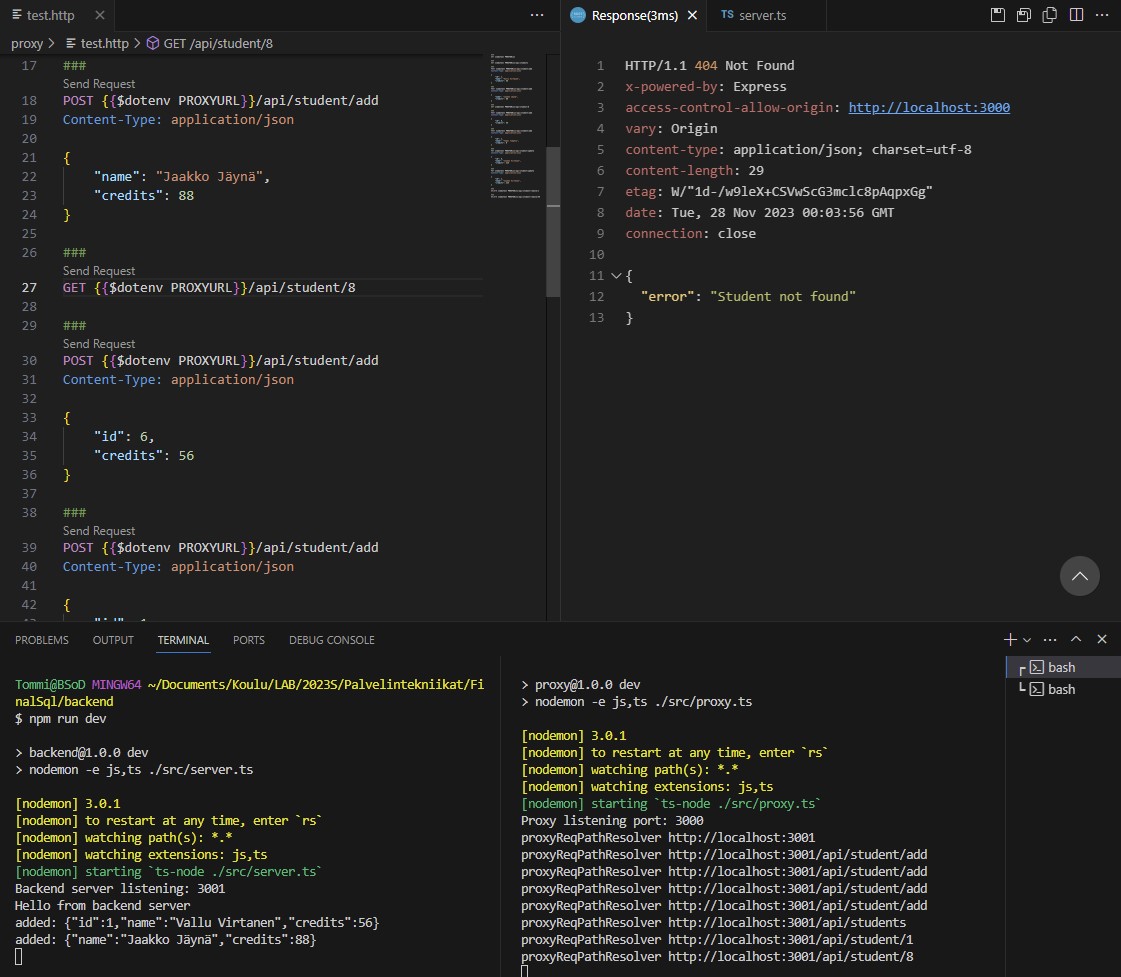 test.http
proxy > test.http > GET /api/student/8
17 ###
Send Request
18 POST {{$dotenv PROXYURL}}/api/student/add
19 Content-Type: application/json
20
21 {
22 "name": "Jaakko Jäynä",
23 "credits": 88
24 }
25
26 ###
Send Request
27 GET {{$dotenv PROXYURL}}/api/student/8
28
29 ###
Send Request
30 POST {{$dotenv PROXYURL}}/api/student/add
31 Content-Type: application/json
32
33 {
34 "id": 6,
35 "credits": 56
36 }
37
38 ###
Send Request
39 POST {{$dotenv PROXYURL}}/api/student/add
40 Content-Type: application/json
41
42 {
Response(3ms)
TS server.ts
1 HTTP/1.1 404 Not Found
2 x-powered-by: Express
3 access-control-allow-origin: http://localhost:3000
4 vary: Origin
5 content-type: application/json; charset=utf-8
6 content-length: 29
7 etag: W/"1d-/w9leX+CSVwScG3mclc8pAqpxGg"
8 date: Tue, 28 Nov 2023 00:03:56 GMT
9 connection: close
10
11 {
12 "error": "Student not found"
13 }
PROBLEMS OUTPUT TERMINAL PORTS DEBUG CONSOLE
Tommi@BSoD MINGW64 ~/Documents/Koulu/LAB/2023S/Palvelintekniikat/Fi
nalSql/backend
$ npm run dev
> backend@1.0.0 dev
> nodemon -e js,ts ./src/server.ts
[nodemon] 3.0.1
[nodemon] to restart at any time, enter `rs`
[nodemon] watching path(s): *.*
[nodemon] watching extensions: js,ts
[nodemon] starting `ts-node ./src/server.ts`
Backend server listening: 3001
Hello from backend server
added: {"id":1,"name":"Vallu Virtanen","credits":56}
added: {"name":"Jaakko Jäynä","credits":88}
> proxy@1.0.0 dev
> nodemon -e js,ts ./src/proxy.ts
[nodemon] 3.0.1
[nodemon] to restart at any time, enter `rs`
[nodemon] watching path(s): *.*
[nodemon] watching extensions: js,ts
[nodemon] starting `ts-node ./src/proxy.ts`
Proxy listening port: 3000
proxyReqPathResolver http://localhost:3001
proxyReqPathResolver http://localhost:3001/api/student/add
proxyReqPathResolver http://localhost:3001/api/student/add
proxyReqPathResolver http://localhost:3001/api/student/add
proxyReqPathResolver http://localhost:3001/api/student/add
proxyReqPathResolver http://localhost:3001/api/students
proxyReqPathResolver http://localhost:3001/api/student/1
proxyReqPathResolver http://localhost:3001/api/student/8
bash
bash